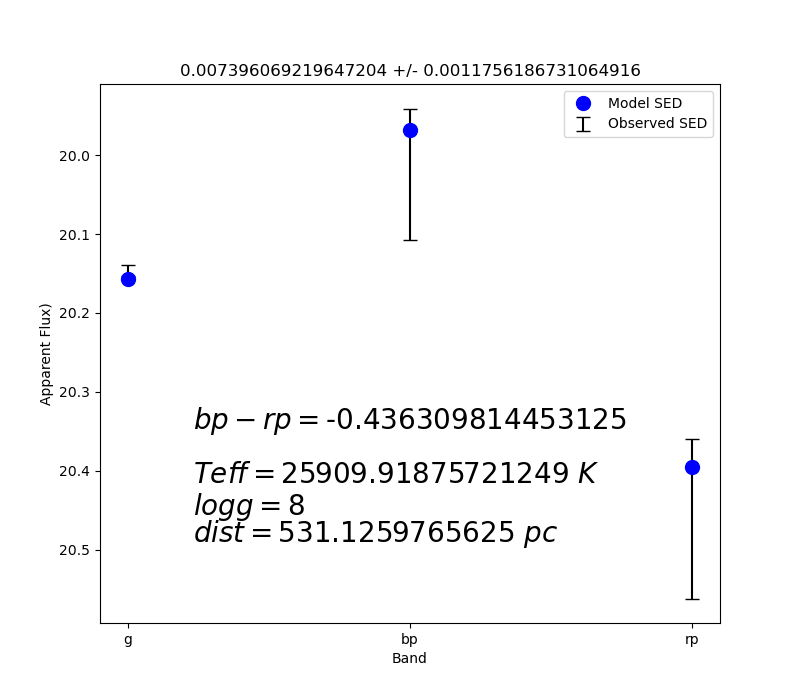 0.007396069219647204 +/- 0.0011756186731064916
Model SED
Observed SED
20.0
20.1
20.2
20.3
20.4
20.5
Apparent Flux)
bp − rp = -0.436309814453125
Teff = 25909.91875721249 K
logg = 8
dist = 531.1259765625 pc
g
bp
rp
Band